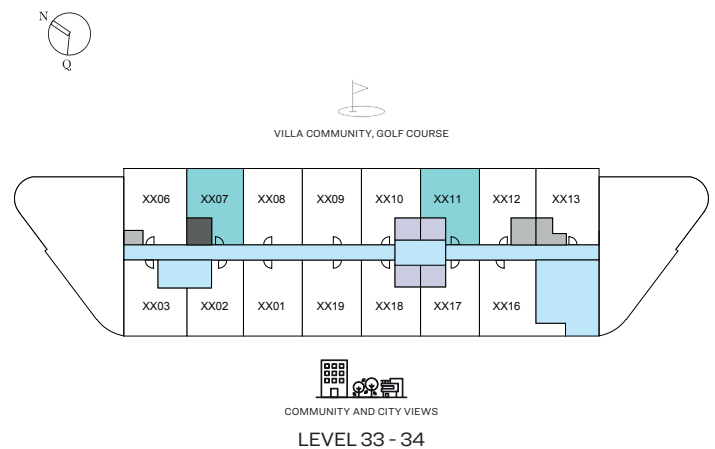 N
Q
VILLA COMMUNITY, GOLF COURSE
XX06 XX07 XX08 XX09 XX10 XX11 XX12 XX13
XX03 XX02 XX01 XX19 XX18 XX17 XX16
COMMUNITY AND CITY VIEWS
LEVEL 33 - 34